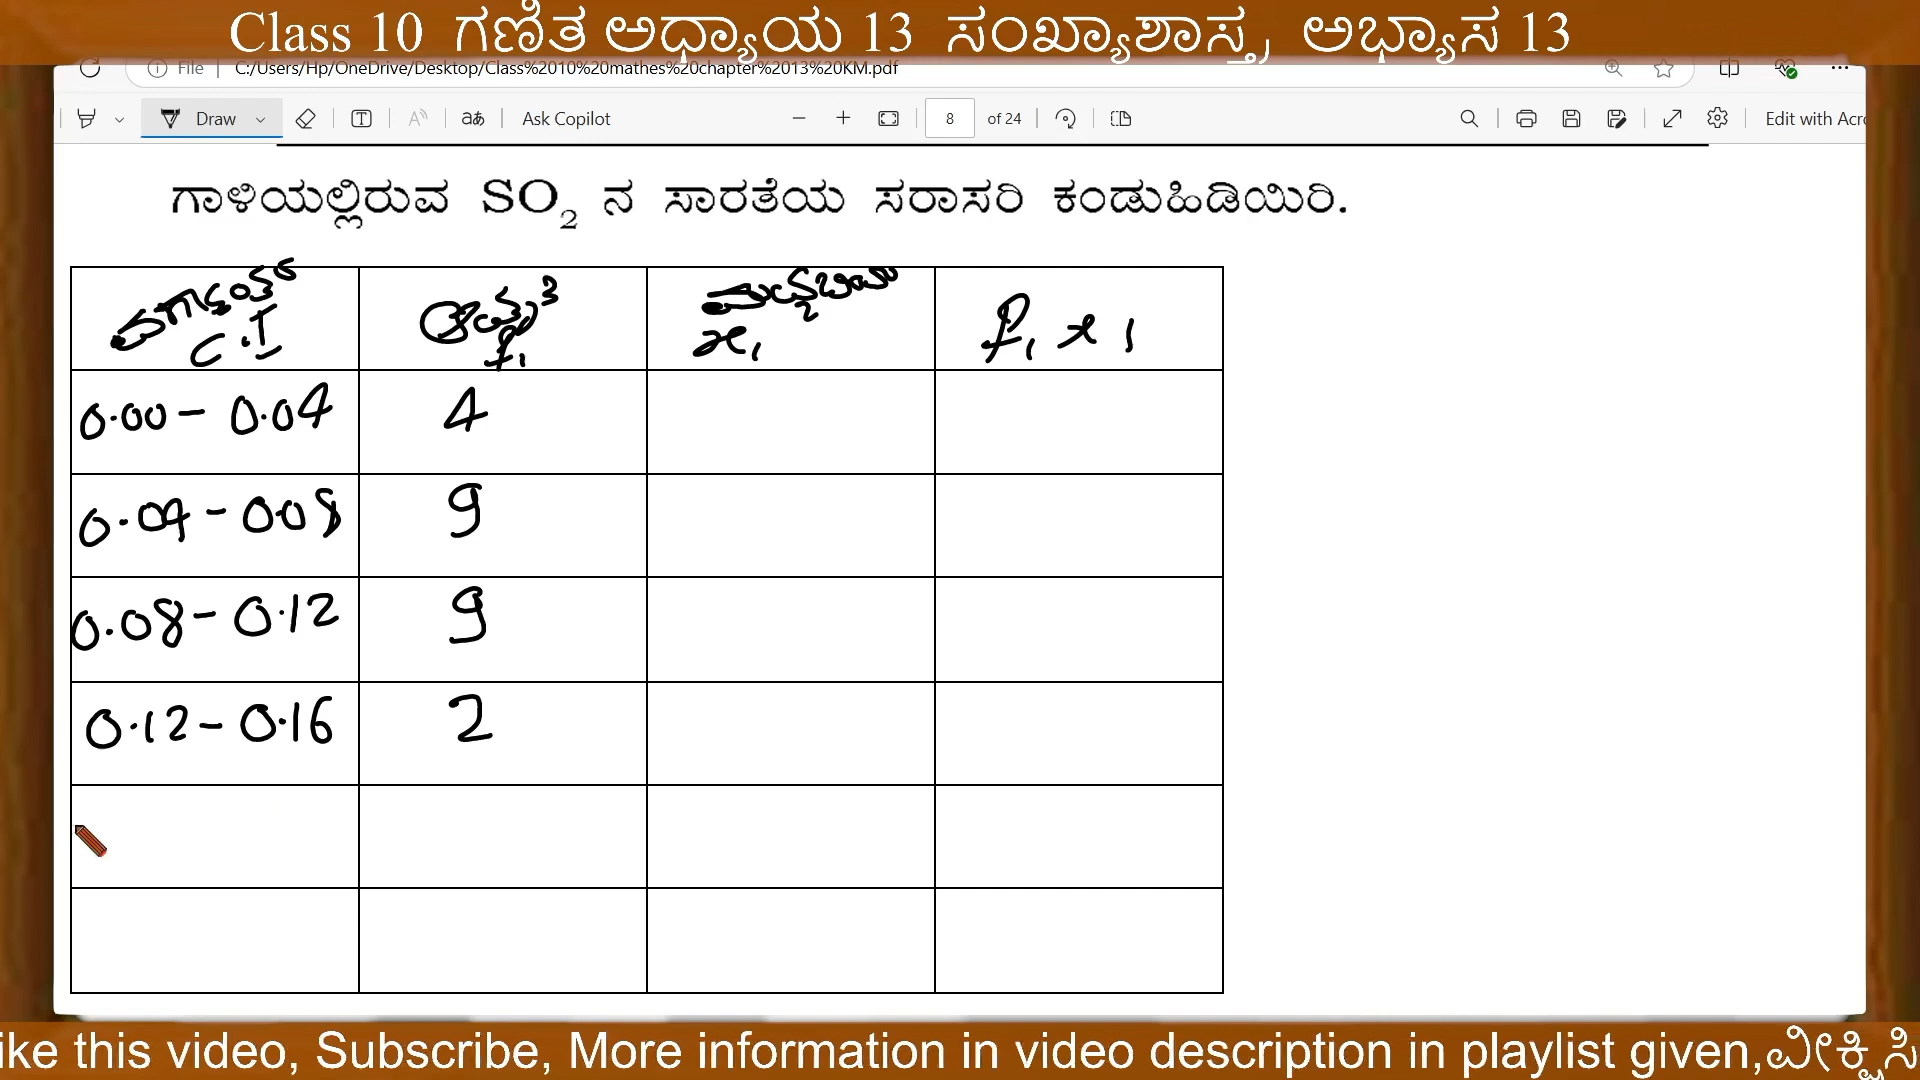 Class 10 ಗಣಿತ ಅಧ್ಯಾಯ 13 ಸಂಖ್ಯಾಶಾಸ್ತ್ರ, ಅಭ್ಯಾಸ 13
File C:/Users/Hp/OneDrive/Desktop/Class%2010%20mathes%20chapter%2013%20KM.pdf
Draw Ask Copilot 8 of 24 Edit with Acro
ಗಾಳಿಯಲ್ಲಿರುವ SO₂ ನ ಸಾರತೆಯ ಸರಾಸರಿ ಕಂಡುಹಿಡಿಯಿರಿ.
C.I f₁ x₁ f₁ x₁
0.00 - 0.04 4
0.04 - 0.08 9
0.08 - 0.12 9
0.12 - 0.16 2
ike this video, Subscribe, More information in video description in playlist given,ವೀಕ್ಷಿಸಿ